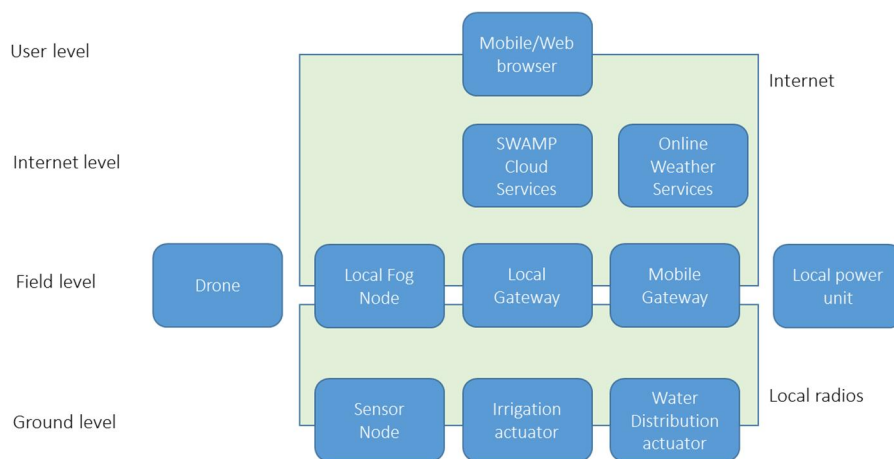 User level
Mobile/Web
browser
Internet
Internet level
SWAMP
Cloud
Services
Online
Weather
Services
Field level
Drone
Local Fog
Node
Local
Gateway
Mobile
Gateway
Local power
unit
Local radios
Ground level
Sensor
Node
Irrigation
actuator
Water
Distribution
actuator